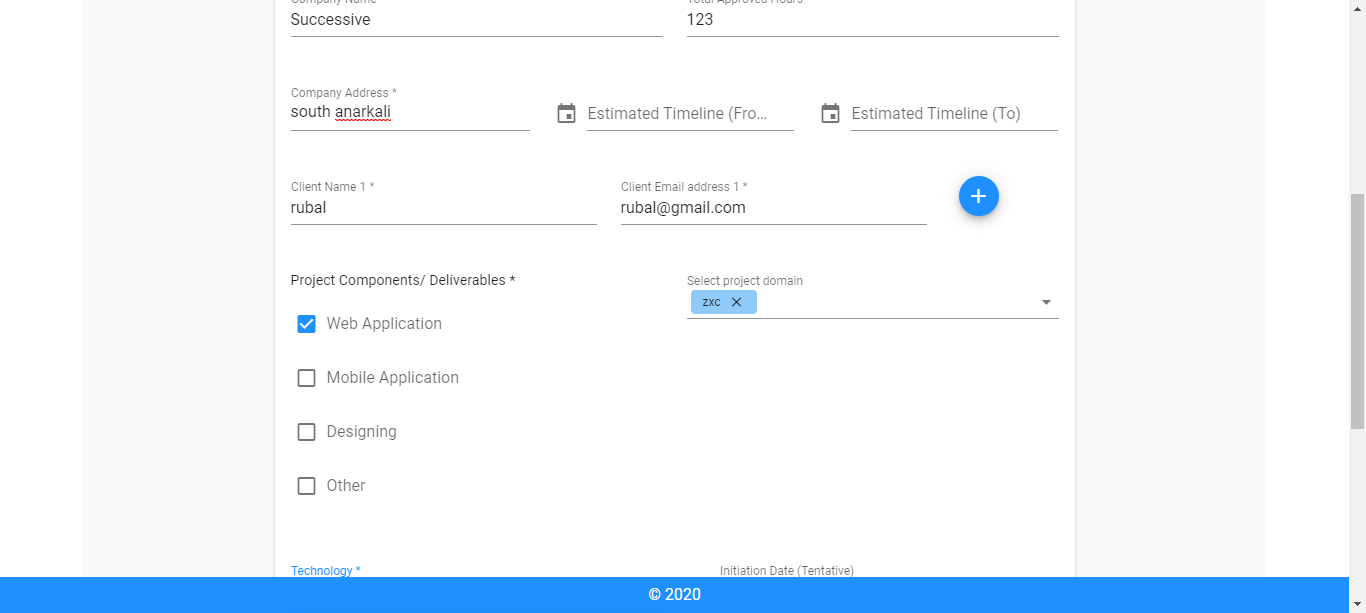 Company Name Total Approved Hours
Successive 123
Company Address *
south anarkali Estimated Timeline (Fro... Estimated Timeline (To)
Client Name 1 * Client Email address 1 *
rubal rubal@gmail.com +
Project Components/ Deliverables * Select project domain
zxc ×
Web Application
Mobile Application
Designing
Other
Technology * Initiation Date (Tentative)
© 2020